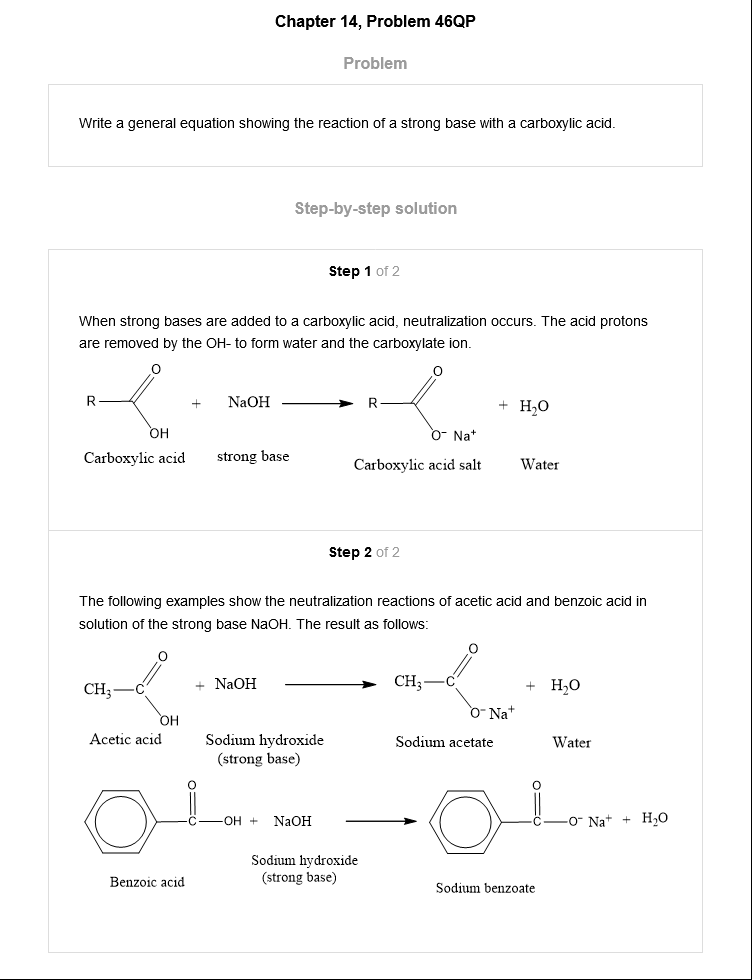 Chapter 14, Problem 46QP
Problem
Write a general equation showing the reaction of a strong base with a carboxylic acid.
Step-by-step solution
Step 1 of 2
When strong bases are added to a carboxylic acid, neutralization occurs. The acid protons
are removed by the OH- to form water and the carboxylate ion.
O O
R + NaOH R + H₂O
OH O⁻ Na⁺
Carboxylic acid strong base Carboxylic acid salt Water
Step 2 of 2
The following examples show the neutralization reactions of acetic acid and benzoic acid in
solution of the strong base NaOH. The result as follows:
O O
CH₃—C + NaOH CH₃—C + H₂O
OH O⁻ Na⁺
Acetic acid Sodium hydroxide Sodium acetate Water
(strong base)
O O
C—OH + NaOH C—O⁻ Na⁺ + H₂O
Sodium hydroxide
(strong base)
Benzoic acid Sodium benzoate